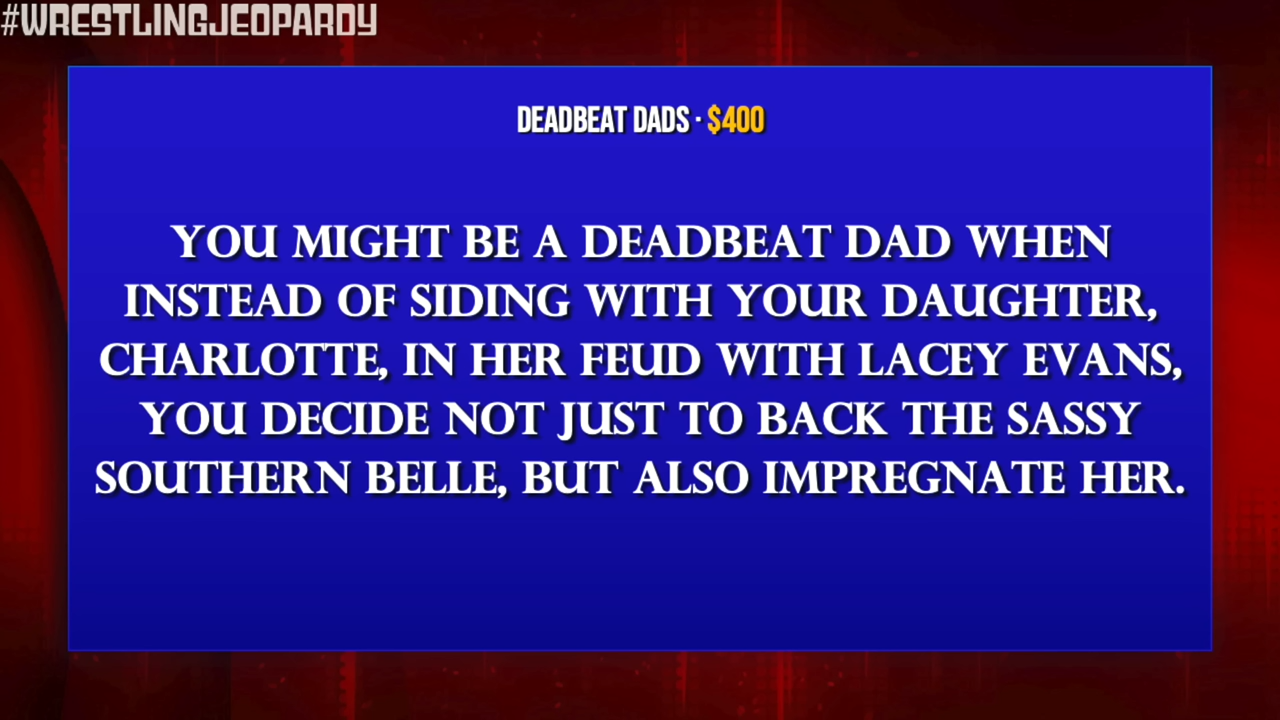 #WRESTLINGJEOPARDY
DEADBEAT DADS · $400
YOU MIGHT BE A DEADBEAT DAD WHEN
INSTEAD OF SIDING WITH YOUR DAUGHTER,
CHARLOTTE, IN HER FEUD WITH LACEY EVANS,
YOU DECIDE NOT JUST TO BACK THE SASSY
SOUTHERN BELLE, BUT ALSO IMPREGNATE HER.